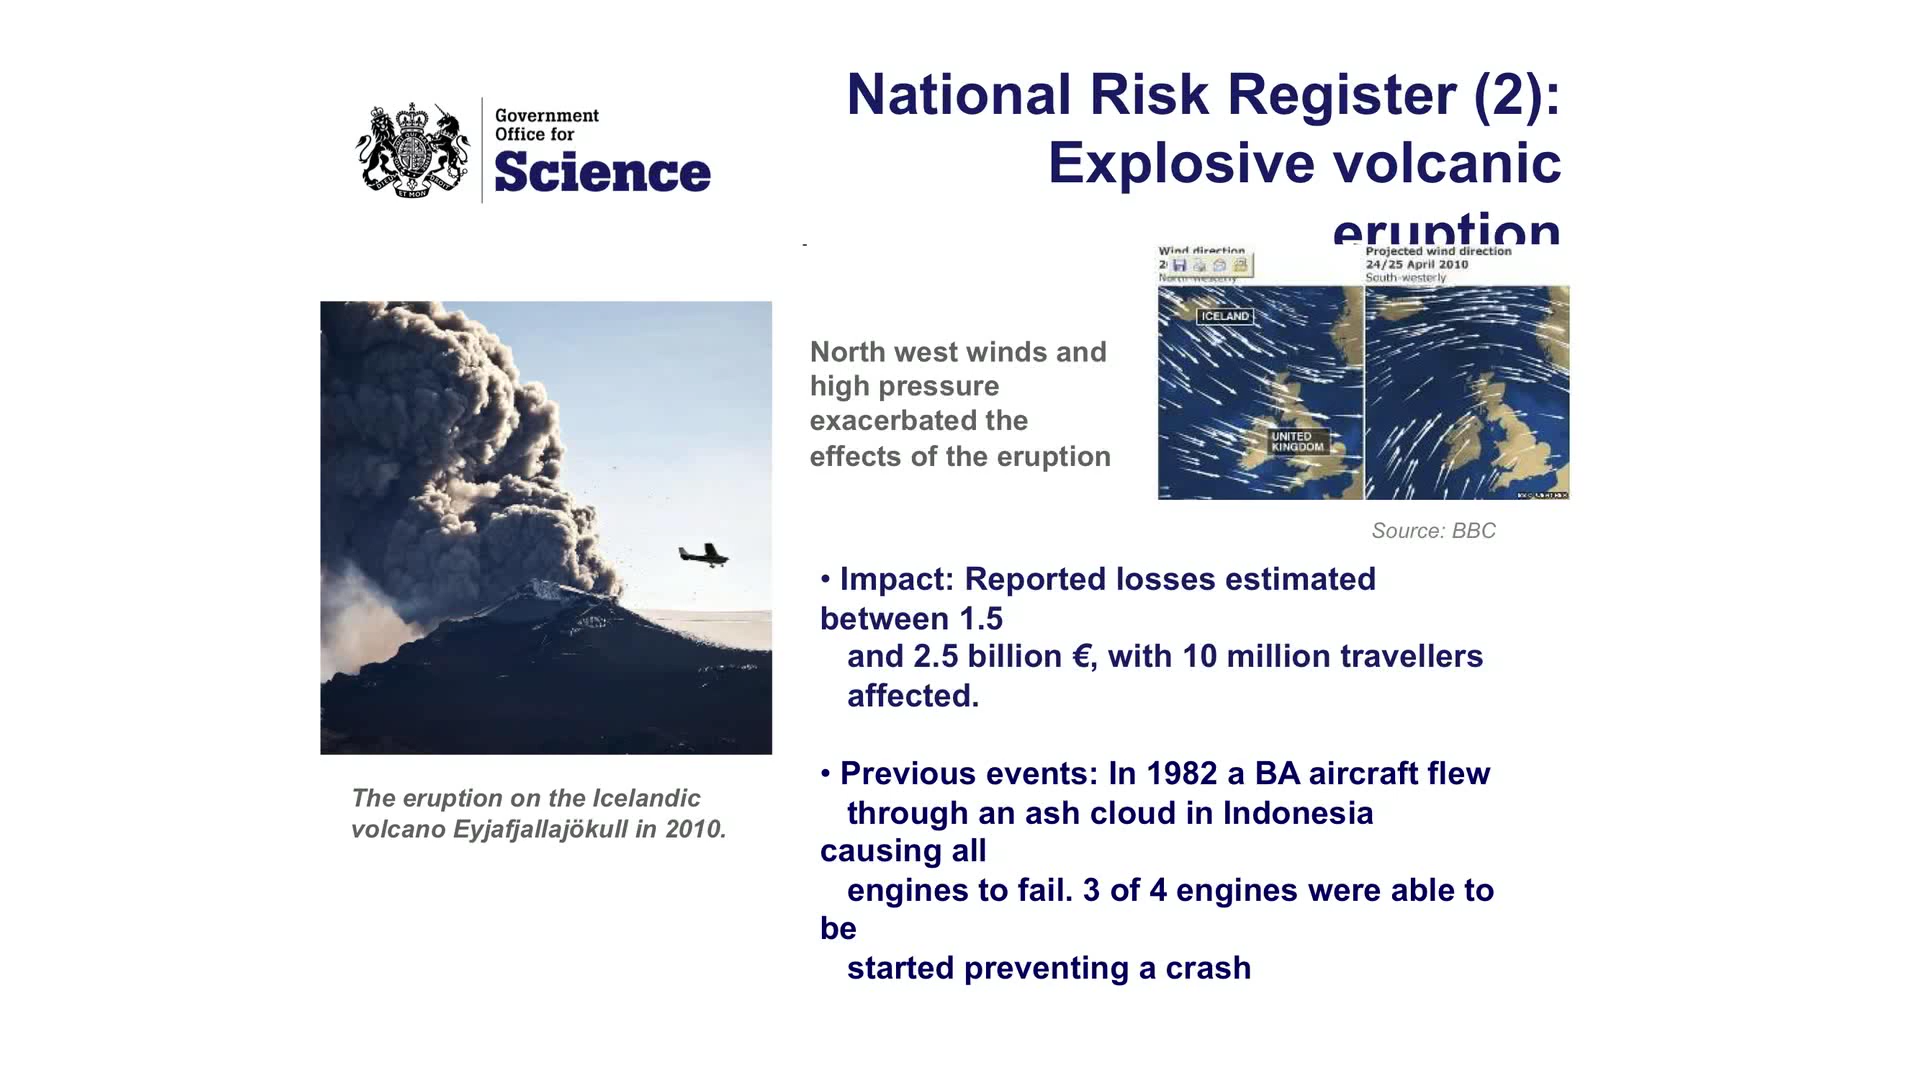 Government
Office for
Science
National Risk Register (2):
Explosive volcanic
eruption
-
Wind direction
North-westerly
Projected wind direction
24/25 April 2010
South-westerly
ICELAND
UNITED
KINGDOM
North west winds and
high pressure
exacerbated the
effects of the eruption
Source: BBC
• Impact: Reported losses estimated
between 1.5
and 2.5 billion €, with 10 million travellers
affected.
• Previous events: In 1982 a BA aircraft flew
through an ash cloud in Indonesia
causing all
engines to fail. 3 of 4 engines were able to
be
started preventing a crash
The eruption on the Icelandic
volcano Eyjafjallajökull in 2010.